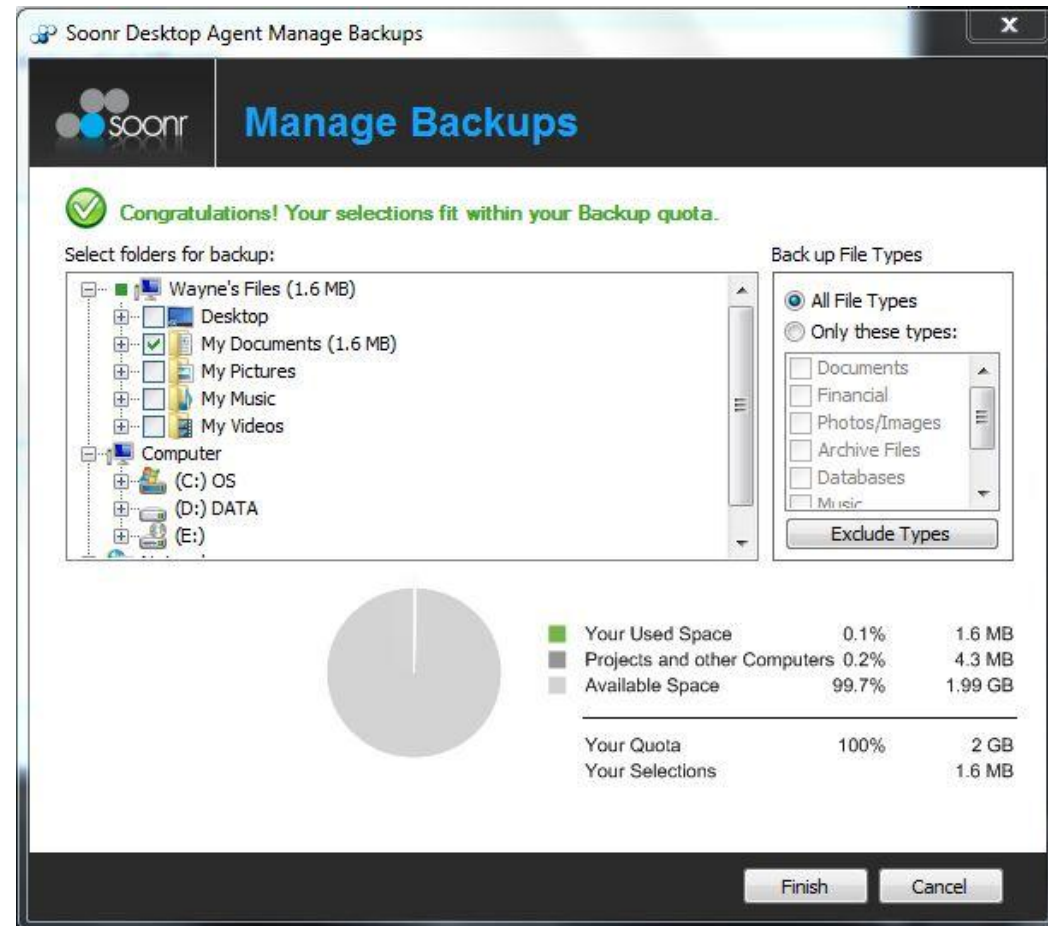 Soonr Desktop Agent Manage Backups
x
soonr
Manage Backups
Congratulations! Your selections fit within your Backup quota.
Select folders for backup:
Wayne's Files (1.6 MB)
Desktop
My Documents (1.6 MB)
My Pictures
My Music
My Videos
Computer
(C:) OS
(D:) DATA
(E:)
Back up File Types
All File Types
Only these types:
Documents
Financial
Photos/Images
Archive Files
Databases
Music
Exclude Types
Your Used Space 0.1% 1.6 MB
Projects and other Computers 0.2% 4.3 MB
Available Space 99.7% 1.99 GB
Your Quota 100% 2 GB
Your Selections 1.6 MB
Finish Cancel